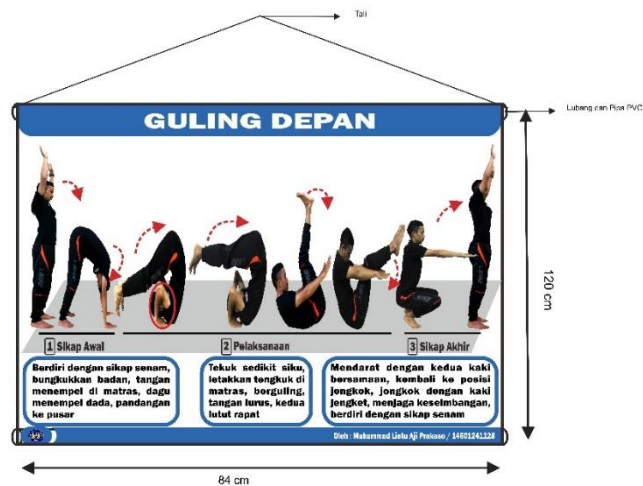 Tali
Lubang dan Pipa PVC
GULING DEPAN
1 Sikap Awal
2 Pelaksanaan
3 Sikap Akhir
Berdiri dengan sikap senam,
bungkukkan badan, tangan
menempel di matras, dagu
menempel dada, pandangan
ke pusar
Tekuk sedikit siku,
letakkan tengkuk di
matras, berguling,
tangan lurus, kedua
lutut rapat
Mendarat dengan kedua kaki
bersamaan, kembali ke posisi
jongkok, jongkok dengan kaki
jengket, menjaga keseimbangan,
berdiri dengan sikap senam
Oleh : Muhammad Lintu Aji Prakoso / 14601241128
120 cm
84 cm